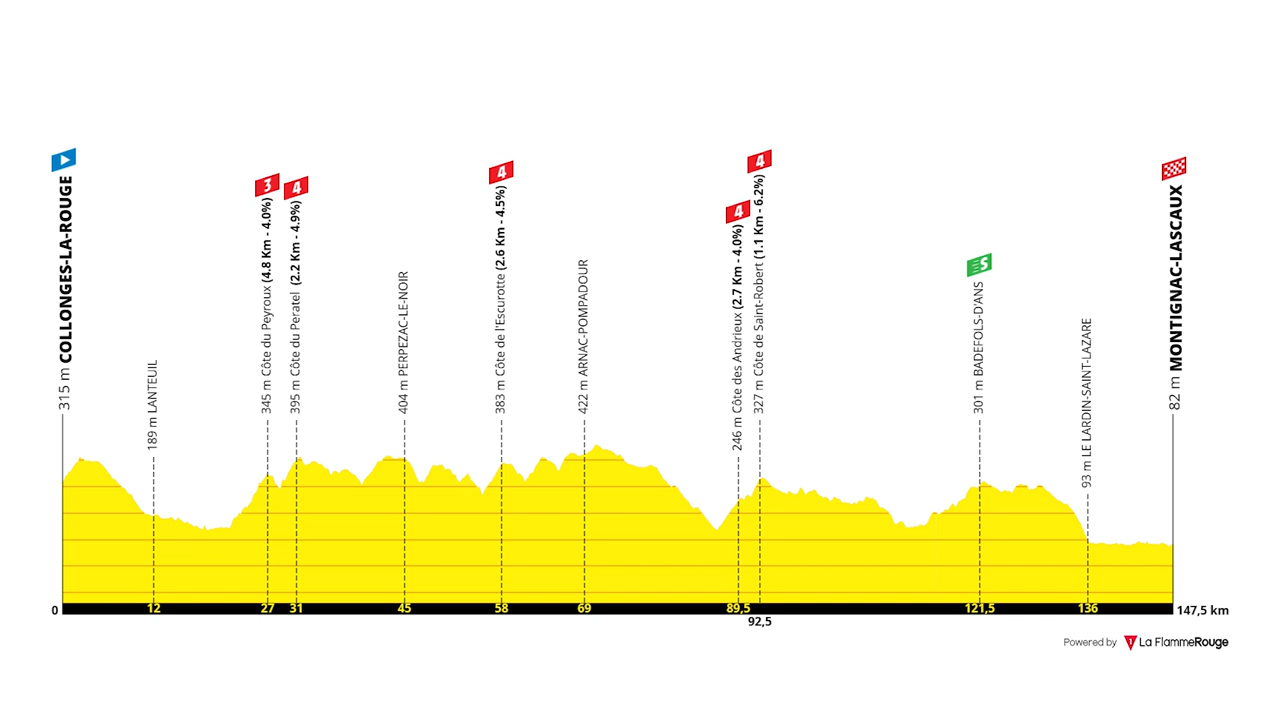 315 m COLLONGES-LA-ROUGE
189 m LANTEUIL
3
345 m Côte du Peyroux (4.8 Km - 4.0%)
4
395 m Côte du Peratel (2.2 Km - 4.9%)
404 m PERPEZAC-LE-NOIR
4
383 m Côte de l'Escurotte (2.6 Km - 4.5%)
422 m ARNAC-POMPADOUR
4
246 m Côte des Andrieux (2.7 Km - 4.0%)
4
327 m Côte de Saint-Robert (1.1 Km - 6.2%)
S
301 m BADEFOLS-D'ANS
93 m LE LARDIN-SAINT-LAZARE
82 m MONTIGNAC-LASCAUX
0 12 27 31 45 58 69 89,5 121,5 136 147,5 km
92,5
Powered by La FlammeRouge